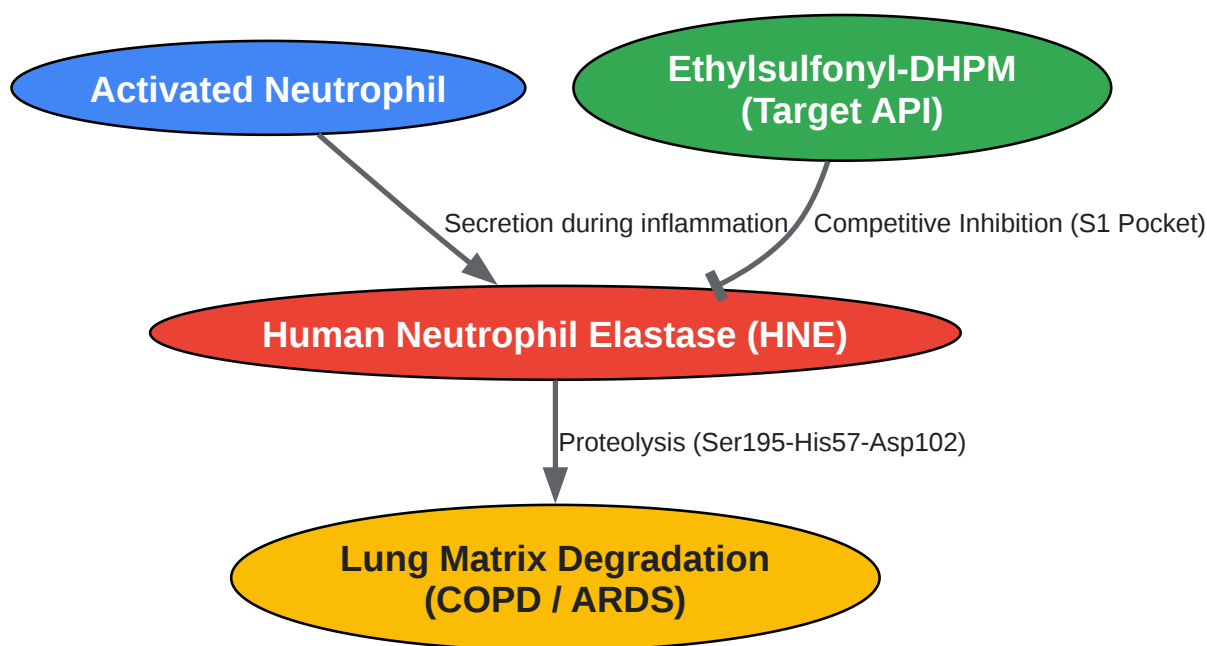 Activated Neutrophil
Ethylsulfonyl-DHPM
(Target API)
Secretion during inflammation
Competitive Inhibition (S1 Pocket)
Human Neutrophil Elastase (HNE)
Proteolysis (Ser195-His57-Asp102)
Lung Matrix Degradation
(COPD / ARDS)